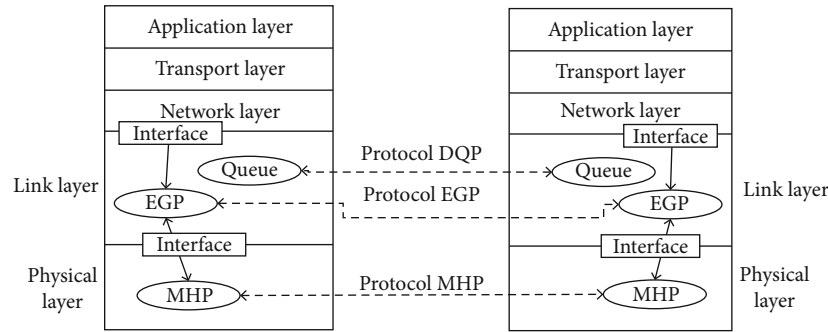 Application layer
Application layer
Transport layer
Transport layer
Network layer
Network layer
Interface
Interface
Protocol DQP
Queue
Queue
Link layer
Protocol EGP
Link layer
EGP
EGP
Interface
Interface
Physical
layer
Protocol MHP
Physical
layer
MHP
MHP